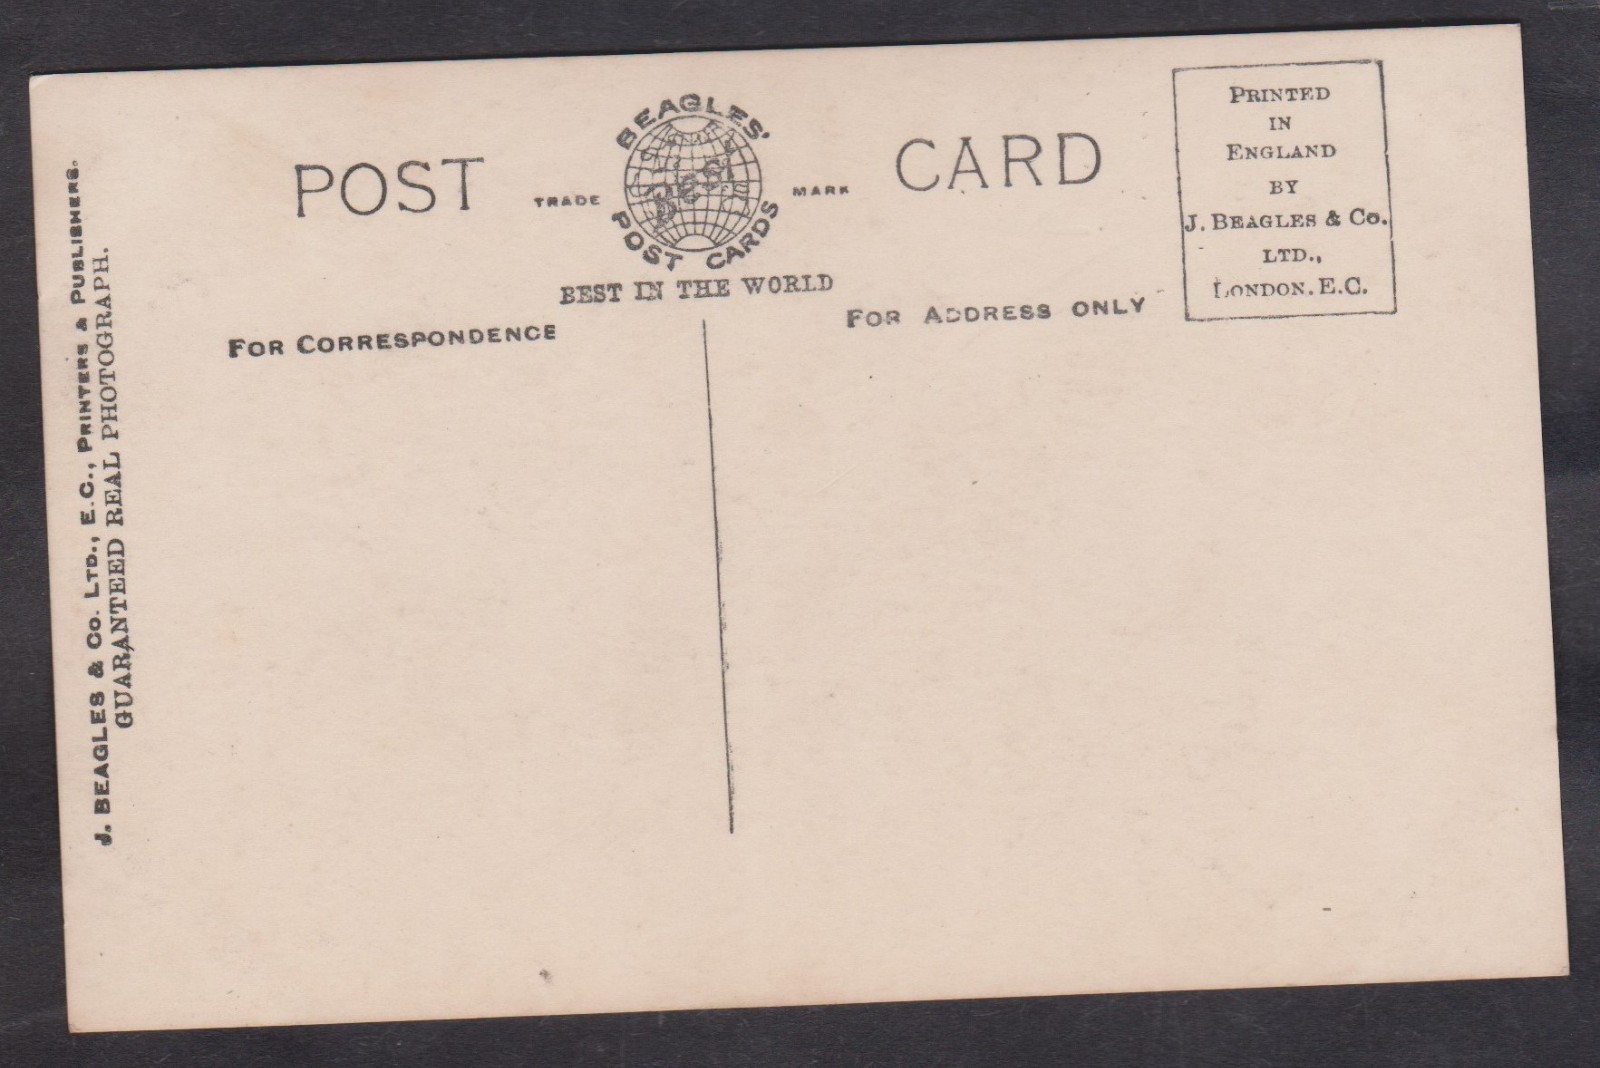 POST CARD
BEAGLES'
TRADE MARK
Best
POST CARDS
BEST IN THE WORLD
FOR CORRESPONDENCE
FOR ADDRESS ONLY
PRINTED
IN
ENGLAND
BY
J. BEAGLES & CO.
LTD.,
LONDON. E.C.
J. BEAGLES & CO. LTD., E.C., PRINTERS & PUBLISHERS.
GUARANTEED REAL PHOTOGRAPH.